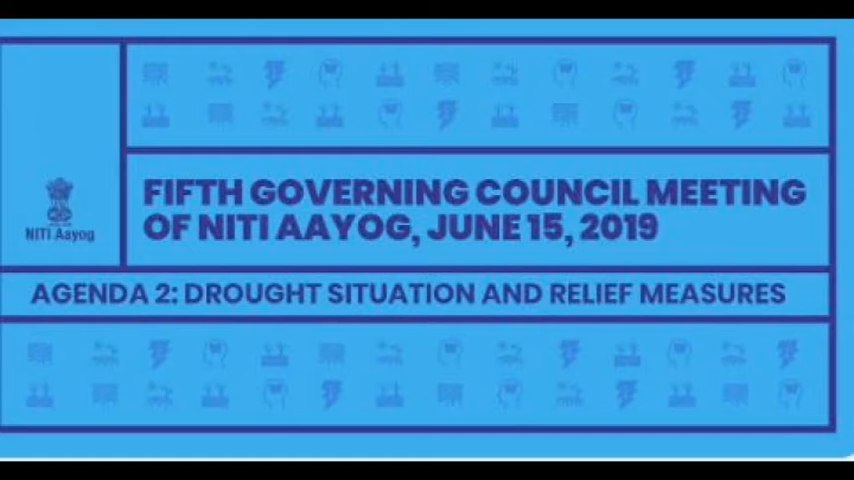 FIFTH GOVERNING COUNCIL MEETING
OF NITI AAYOG, JUNE 15, 2019
NITI Aayog
AGENDA 2: DROUGHT SITUATION AND RELIEF MEASURES